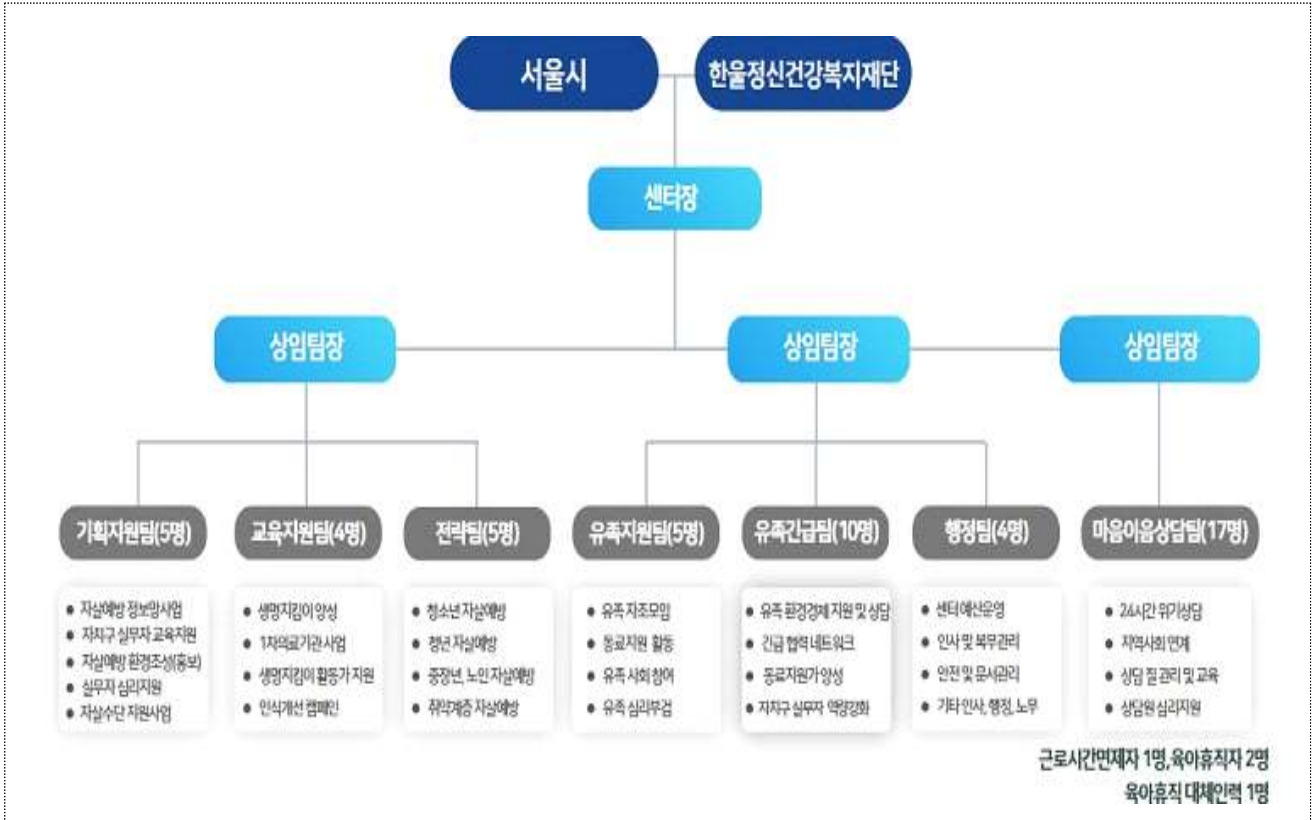 서울시
한울정신건강복지재단
센터장
상임팀장
상임팀장
상임팀장
기획지원팀(5명)
● 자살예방 정보망사업
● 자치구 실무자 교육지원
● 자살예방 환경조성(홍보)
● 실무자 심리지원
● 자살수단 지원사업
교육지원팀(4명)
● 생명지킴이 양성
● 1차의료기관 사업
● 생명지킴이 활동가 지원
● 인식개선 캠페인
전략팀(5명)
● 청소년 자살예방
● 청년 자살예방
● 중장년, 노인 자살예방
● 취약계층 자살예방
유족지원팀(5명)
● 유족 자조모임
● 동료지원 활동
● 유족 사회 참여
● 유족 심리부검
유족긴급팀(10명)
● 유족 환경경제 지원 및 상담
● 긴급 협력 네트워크
● 동료지원가 양성
● 자치구 실무자 역량강화
행정팀(4명)
● 센터 예산운영
● 인사 및 복무관리
● 안전 및 문서관리
● 기타 인사, 행정, 노무
마음이음상담팀(17명)
● 24시간 위기상담
● 지역사회 연계
● 상담 질 관리 및 교육
● 상담원 심리지원
근로시간면제자 1명, 육아휴직자 2명
육아휴직 대체인력 1명